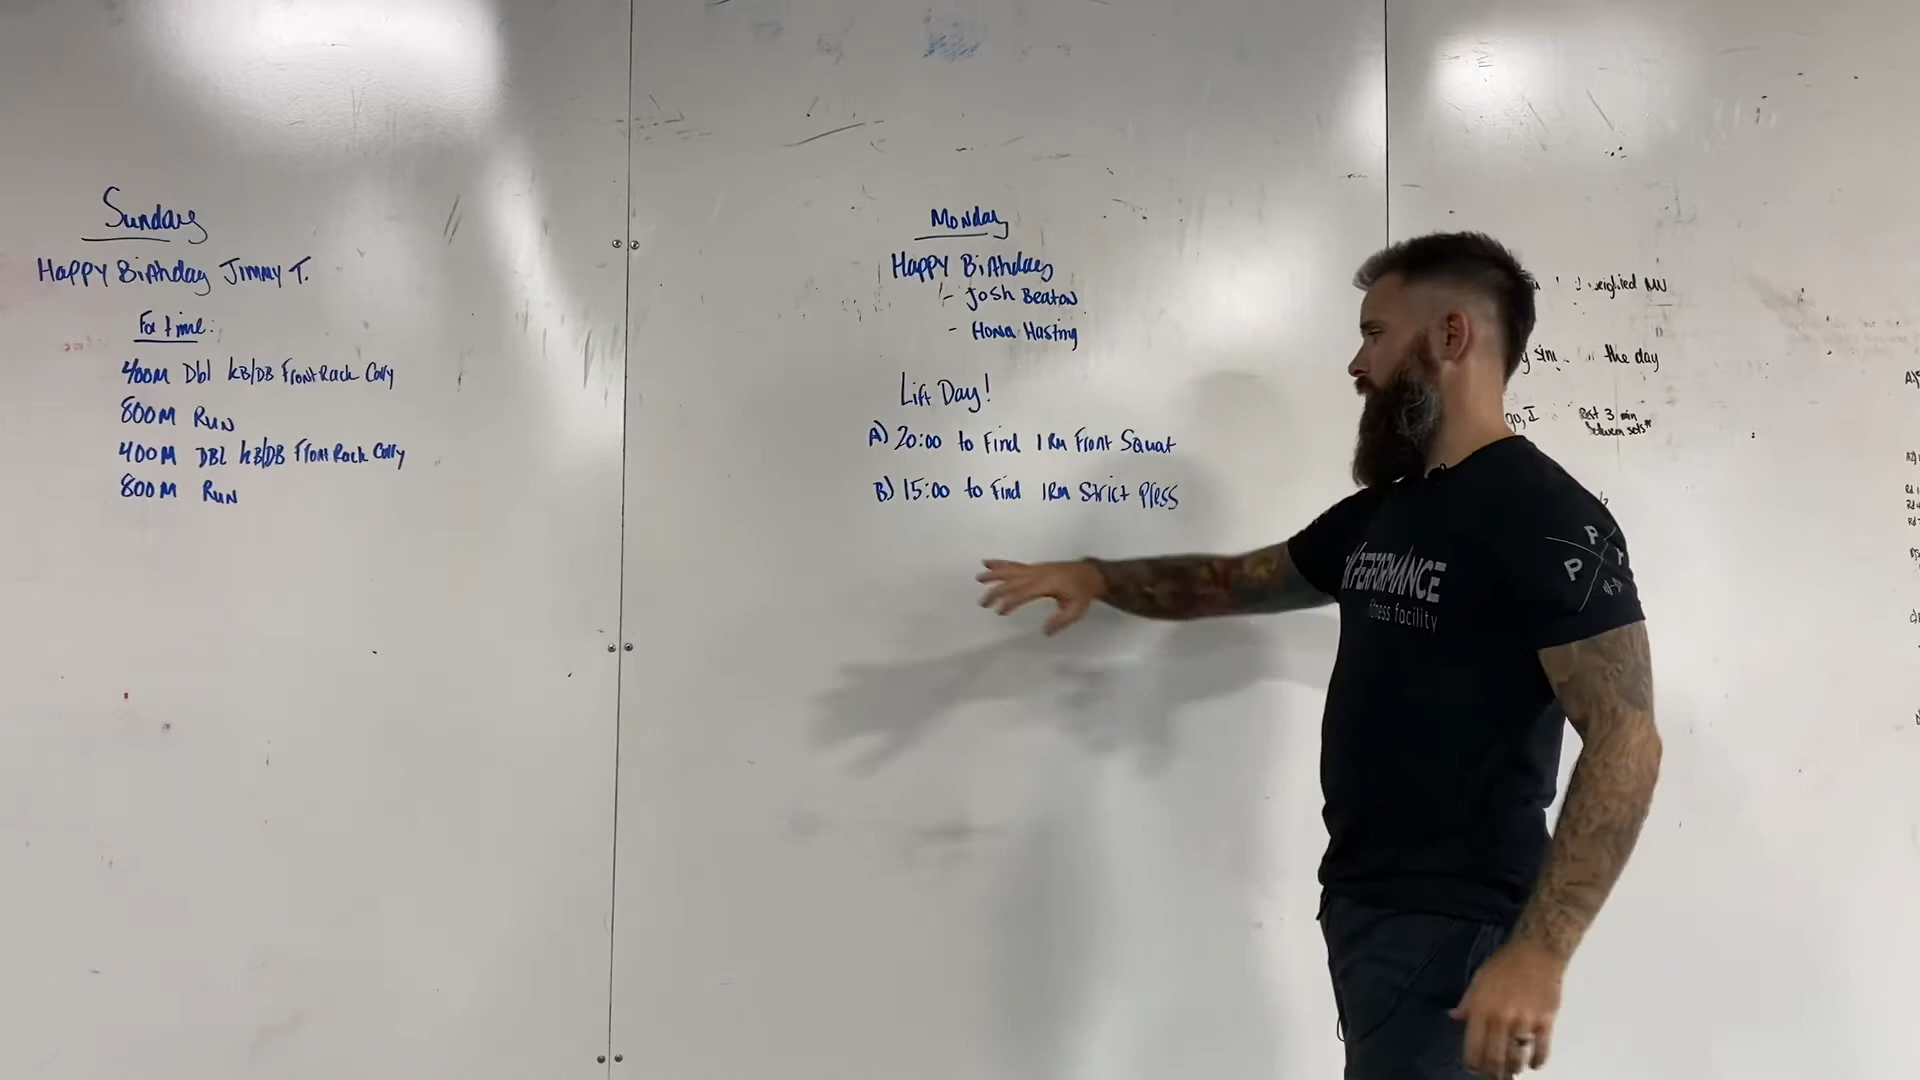 Sunday
Happy Birthday Jimmy T.
For time:
400M Dbl KB/DB Front Rack Carry
800M Run
400M DBL KB/DB Front Rack Carry
800M Run
Monday
Happy Birthday
- Josh Beaton
- Hona Hasting
Lift Day!
A) 20:00 to Find 1RM Front Squat
B) 15:00 to Find 1RM Strict Press
MN
the day
go, I
Rest 3 min
Between sets*
PERFORMANCE
fitness facility
P
P